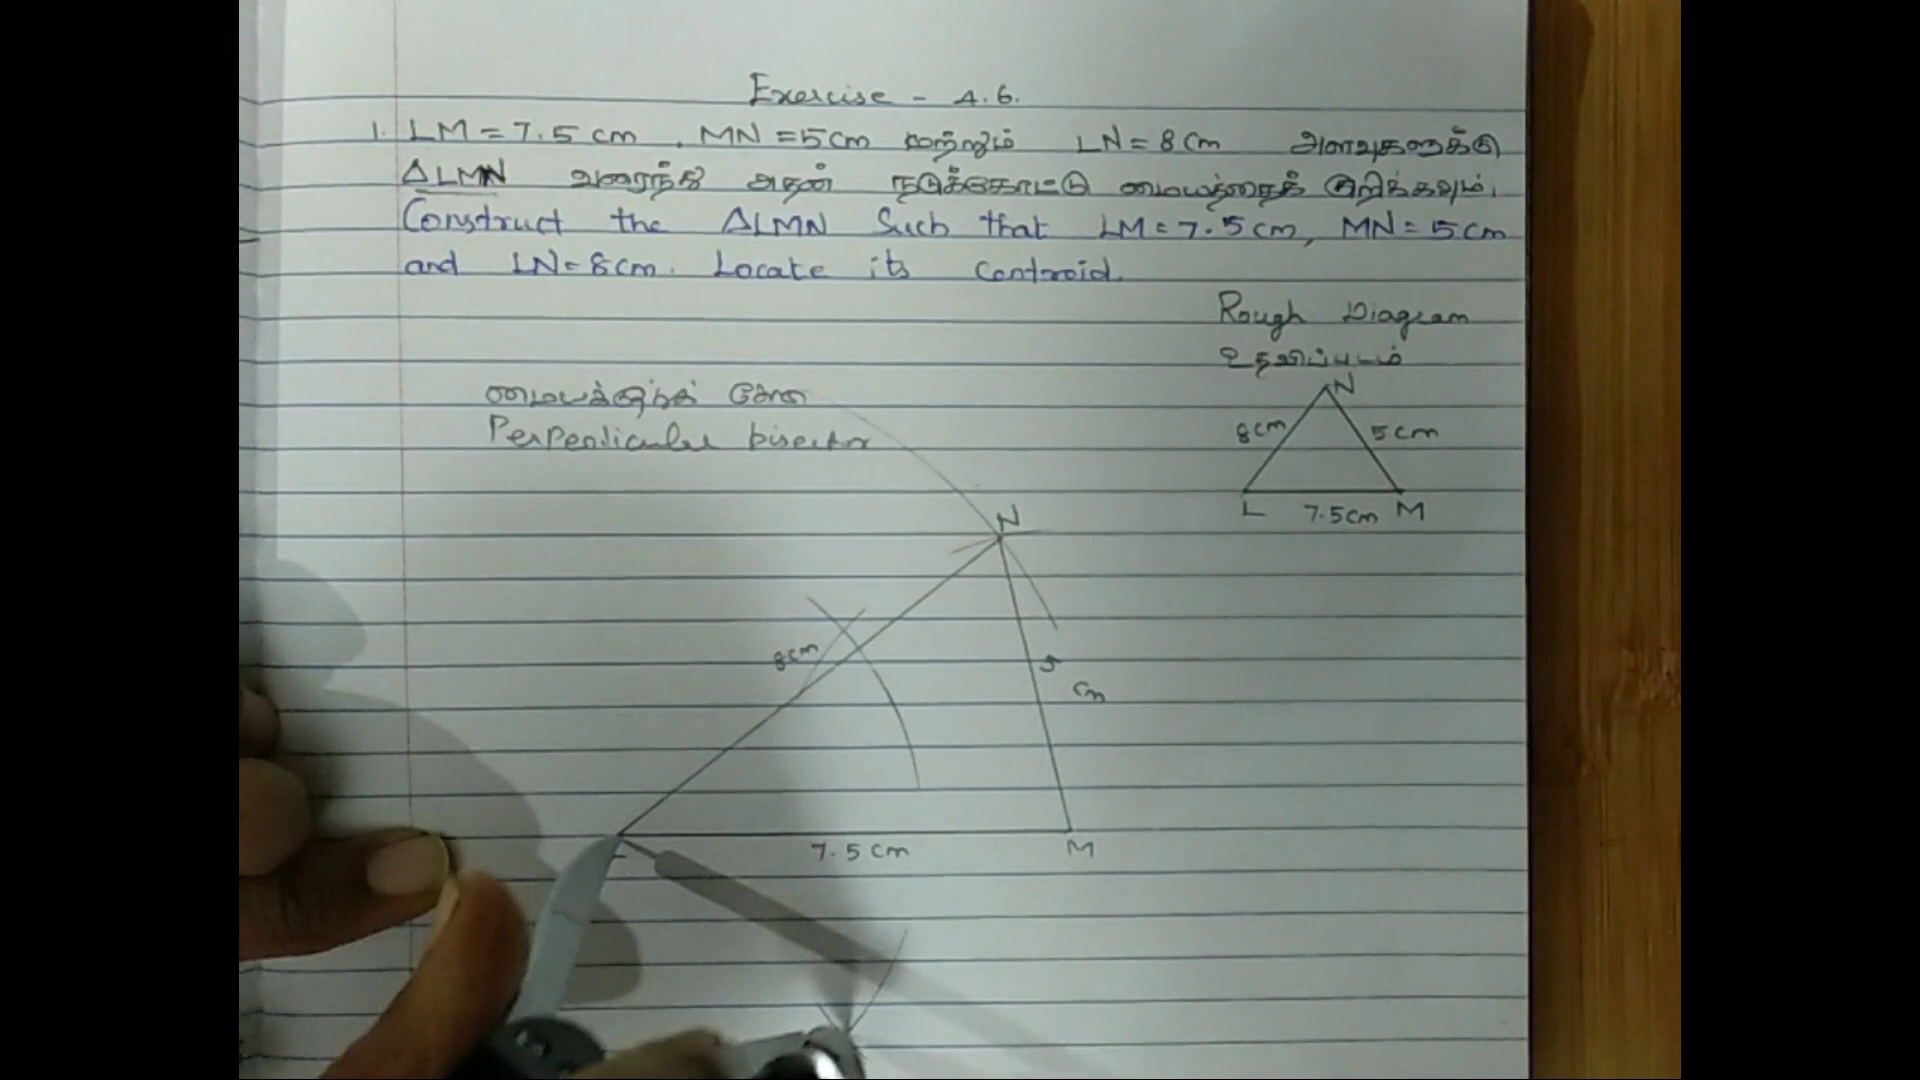 Exercise - 4.6.
1. LM = 7.5 cm , MN = 5cm மற்றும் LN = 8 cm அளவுகளுக்கு
ΔLMN வரைந்து அதன் நடுக்கோட்டு மையத்தைக் குறிக்கவும்.
Construct the ΔLMN Such that LM = 7.5 cm, MN = 5 cm
and LN = 8 cm. Locate its Centroid.
Rough Diagram
உதவிப்படம்
N
8cm 5cm
L 7.5cm M
மையக்குத்துக்
Perpendicular bisector
N
8cm
5
cm
7.5 cm M